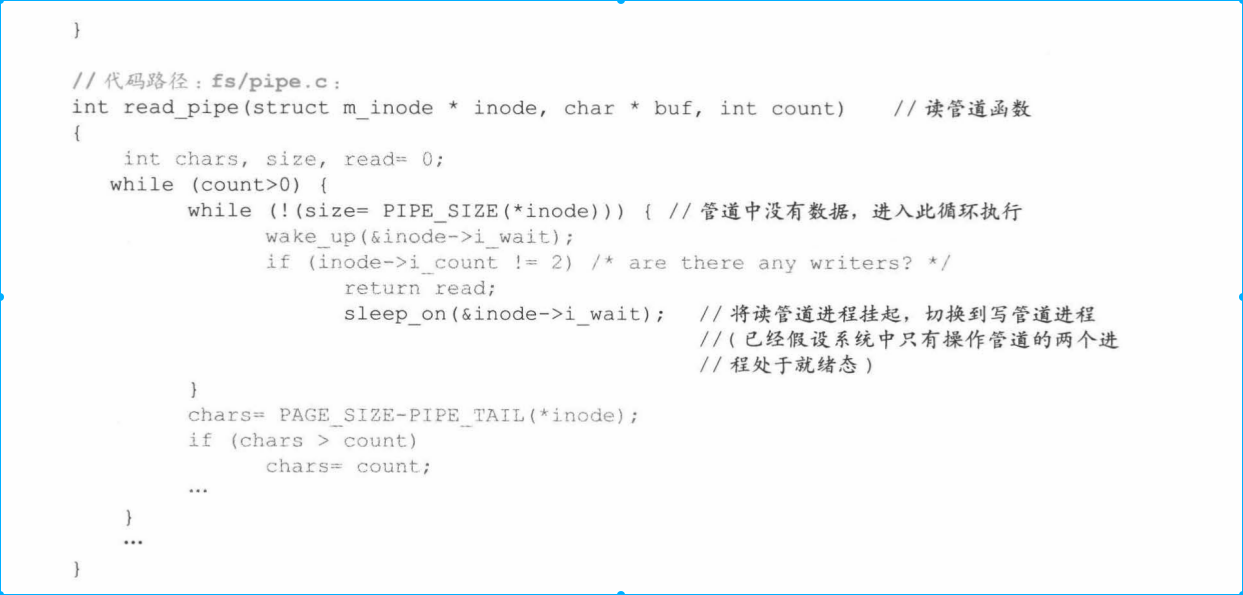 }
// 代码路径：fs/pipe.c：
int read_pipe(struct m_inode * inode, char * buf, int count)    // 读管道函数
{
    int chars, size, read= 0;
   while (count>0) {
         while (!(size= PIPE_SIZE(*inode))) { // 管道中没有数据，进入此循环执行
               wake_up(&inode->i_wait);
               if (inode->i_count != 2) /* are there any writers? */
                     return read;
                     sleep_on(&inode->i_wait);   // 将读管道进程挂起，切换到写管道进程
                                                 //( 已经假设系统中只有操作管道的两个进
                                                 // 程处于就绪态 )
         }
         chars= PAGE_SIZE-PIPE_TAIL(*inode);
         if (chars > count)
               chars= count;
         …
    }
    …
}